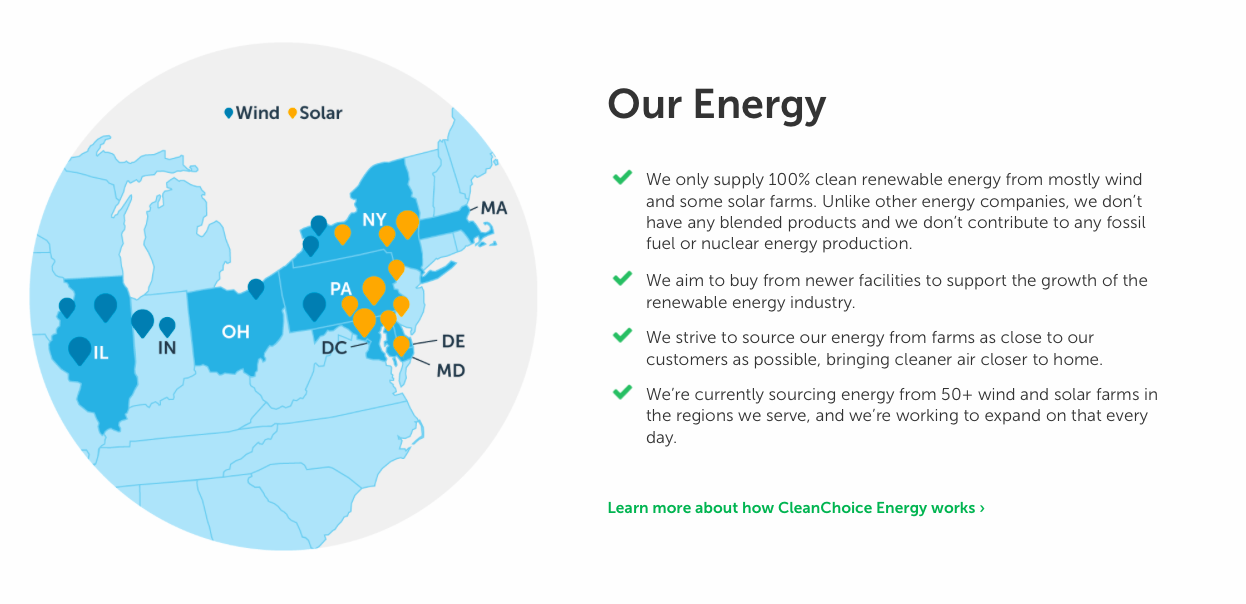 Wind Solar
MA
NY
PA
OH
IL
IN
DC
DE
MD
Our Energy
We only supply 100% clean renewable energy from mostly wind
and some solar farms. Unlike other energy companies, we don’t
have any blended products and we don’t contribute to any fossil
fuel or nuclear energy production.
We aim to buy from newer facilities to support the growth of the
renewable energy industry.
We strive to source our energy from farms as close to our
customers as possible, bringing cleaner air closer to home.
We’re currently sourcing energy from 50+ wind and solar farms in
the regions we serve, and we’re working to expand on that every
day.
Learn more about how CleanChoice Energy works ›